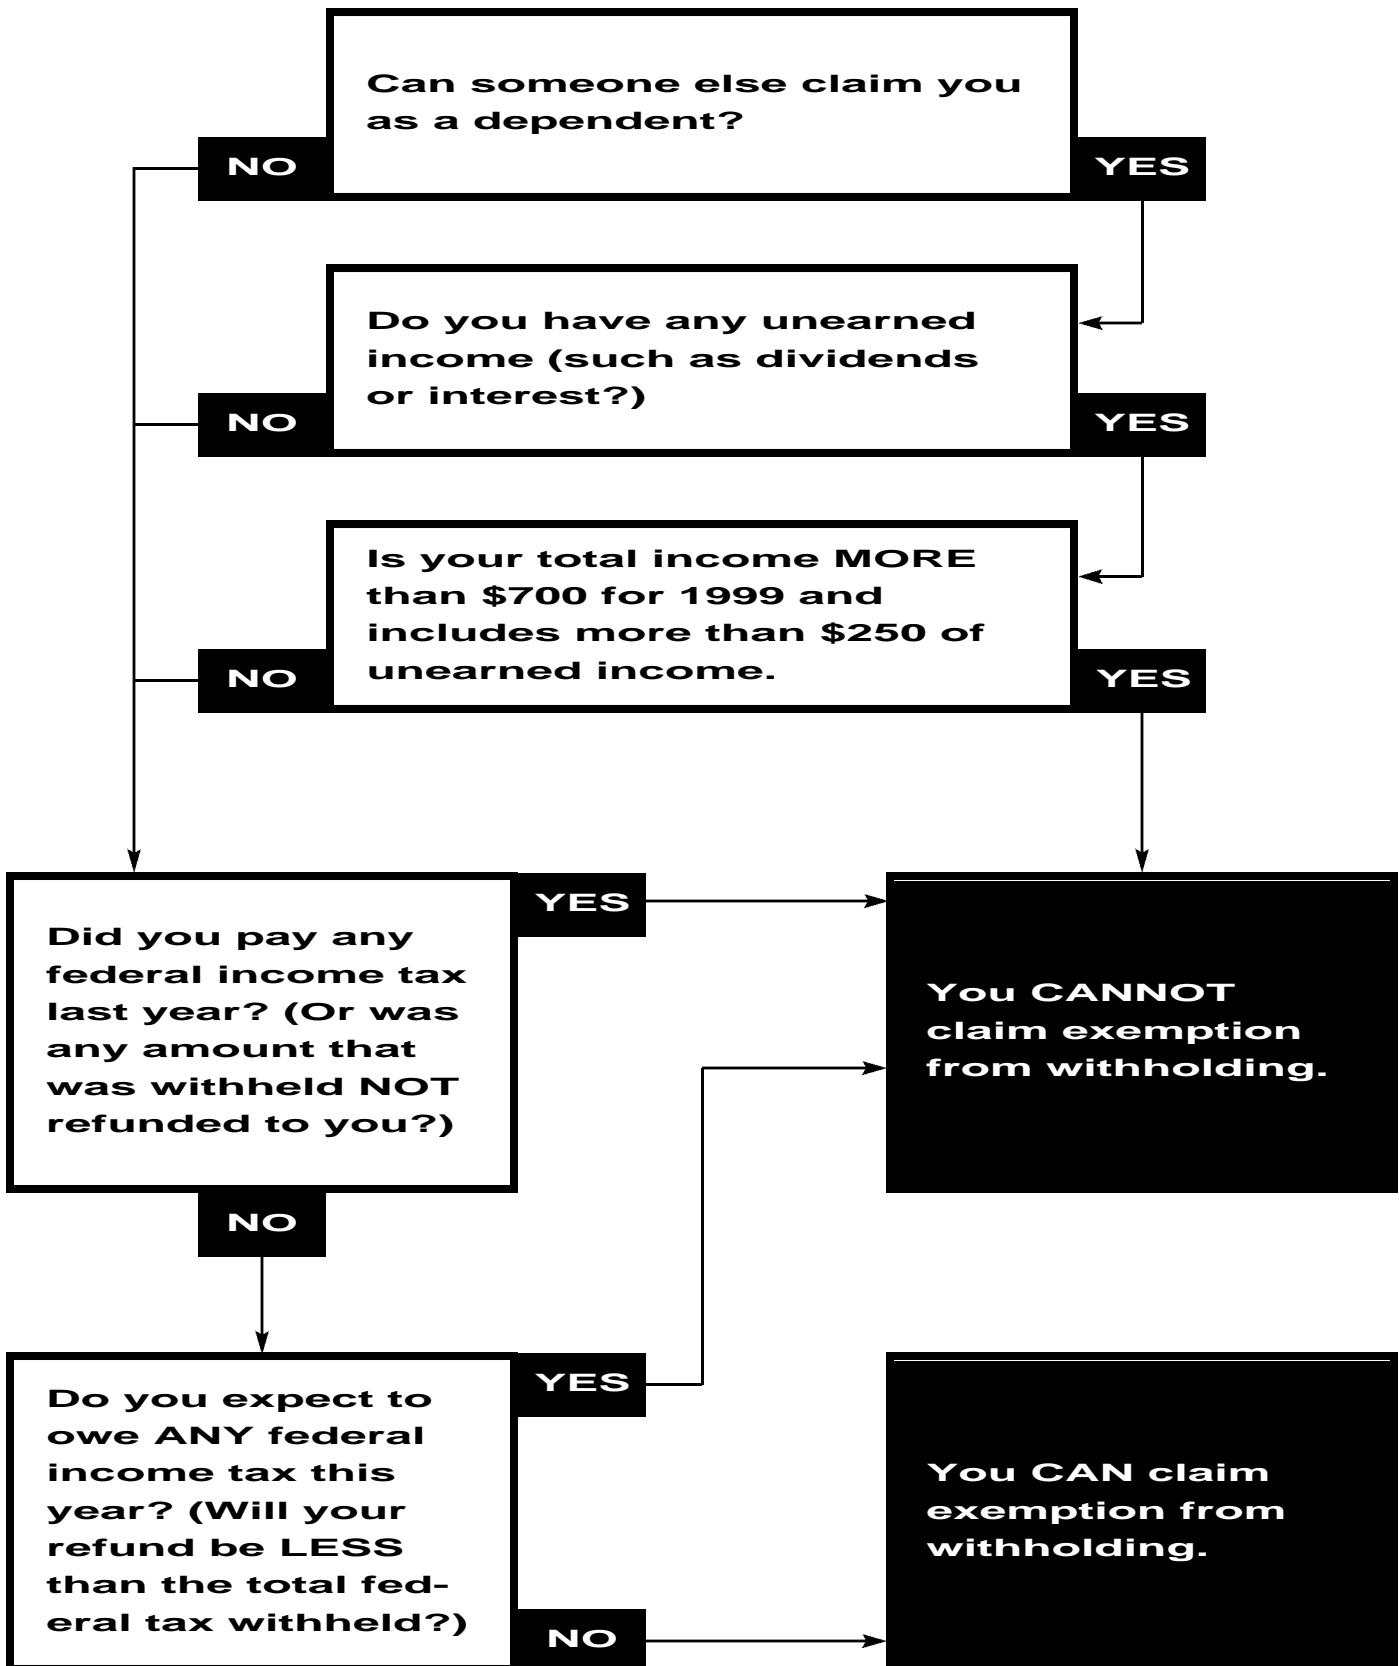 Can someone else claim you
as a dependent?
NO
YES
Do you have any unearned
income (such as dividends
or interest?)
NO
YES
Is your total income MORE
than $700 for 1999 and
includes more than $250 of
unearned income.
NO
YES
Did you pay any
federal income tax
last year? (Or was
any amount that
was withheld NOT
refunded to you?)
YES
NO
You CANNOT
claim exemption
from withholding.
Do you expect to
owe ANY federal
income tax this
year? (Will your
refund be LESS
than the total fed-
eral tax withheld?)
YES
NO
You CAN claim
exemption from
withholding.